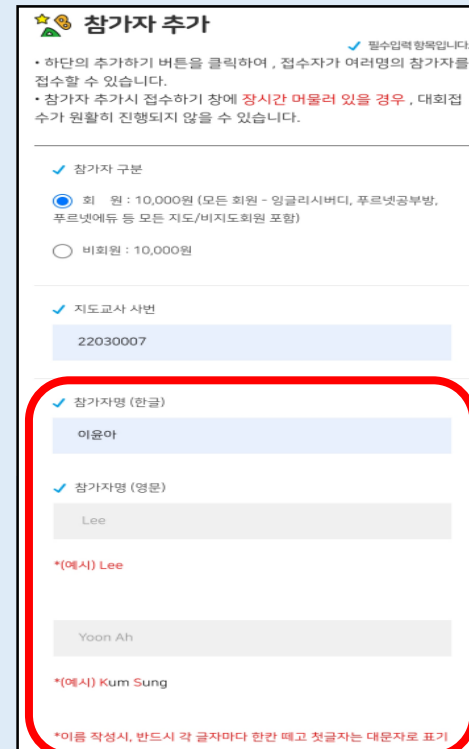 참가자 추가
필수입력 항목입니다.
• 하단의 추가하기 버튼을 클릭하여 , 접수자가 여러명의 참가자를
접수할 수 있습니다.
• 참가자 추가시 접수하기 창에 장시간 머물러 있을 경우 , 대회접
수가 원활히 진행되지 않을 수 있습니다.
참가자 구분
회 원 : 10,000원 (모든 회원 - 잉글리시버디, 푸르넷공부방,
푸르넷에듀 등 모든 지도/비지도회원 포함)
비회원 : 10,000원
지도교사 사번
22030007
참가자명 (한글)
이윤아
참가자명 (영문)
Lee
*(예시) Lee
Yoon Ah
*(예시) Kum Sung
*이름 작성시, 반드시 각 글자마다 한칸 떼고 첫글자는 대문자로 표기